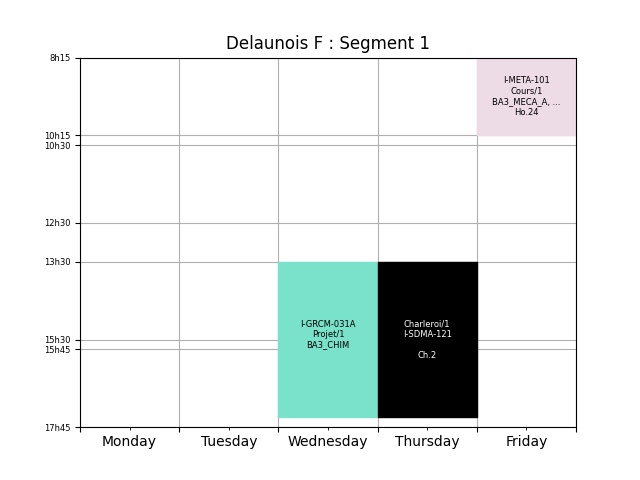 Delaunois F : Segment 1
8h15
I-META-101
Cours/1
BA3_MECA_A, ...
Ho.24
10h15
10h30
12h30
13h30
I-GRCM-031A
Projet/1
BA3_CHIM
Charleroi/1
I-SDMA-121
Ch.2
15h30
15h45
17h45
Monday
Tuesday
Wednesday
Thursday
Friday